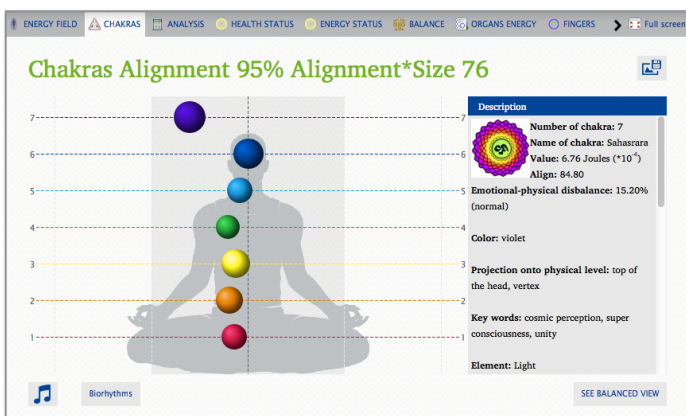 ENERGY FIELD CHAKRAS ANALYSIS HEALTH STATUS ENERGY STATUS BALANCE ORGANS ENERGY FINGERS Full screen
Chakras Alignment 95% Alignment*Size 76
7 7
6 6
5 5
4 4
3 3
2 2
1 1
Description
Number of chakra: 7
Name of chakra: Sahasrara
Value: 6.76 Joules (*10⁻⁴)
Align: 84.80
Emotional-physical disbalance: 15.20%
(normal)
Color: violet
Projection onto physical level: top of
the head, vertex
Key words: cosmic perception, super
consciousness, unity
Element: Light
Biorhythms
SEE BALANCED VIEW